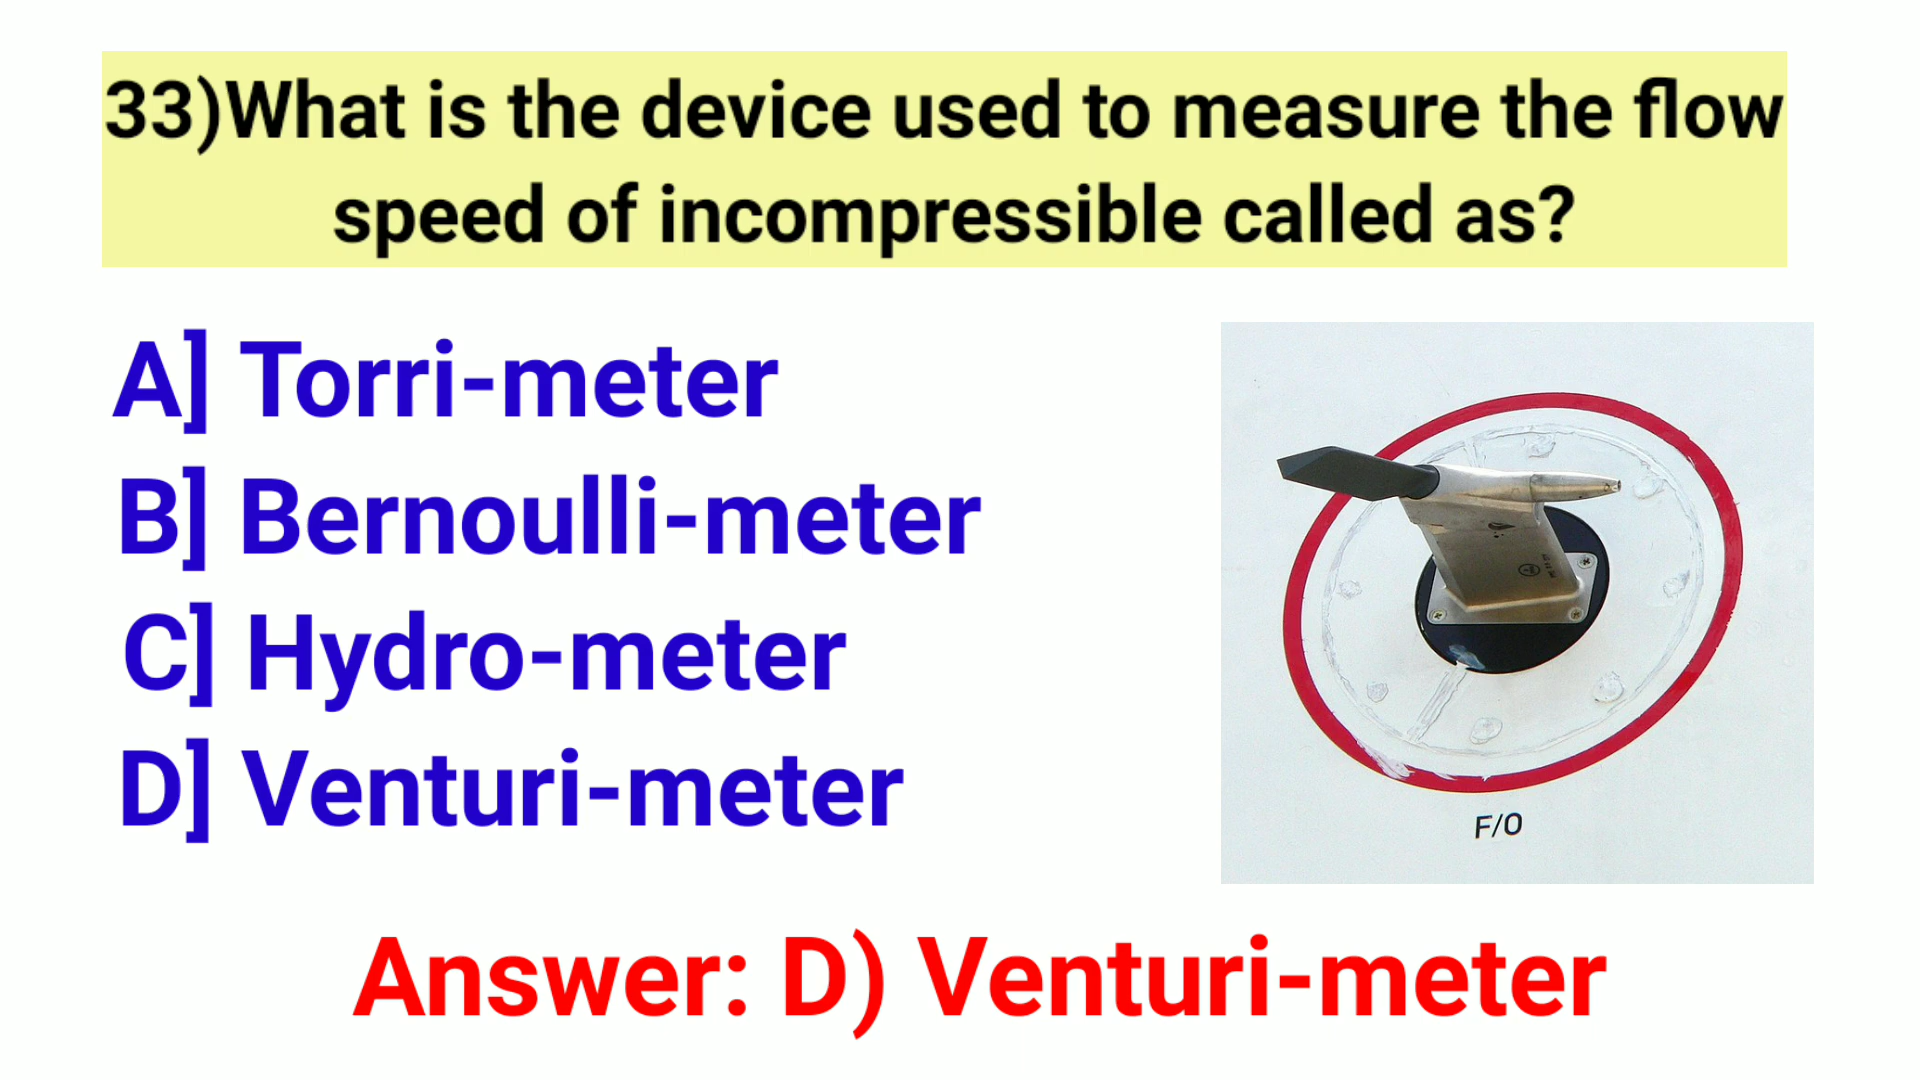 33)What is the device used to measure the flow
speed of incompressible called as?
A] Torri-meter
B] Bernoulli-meter
C] Hydro-meter
D] Venturi-meter
F/O
Answer: D) Venturi-meter